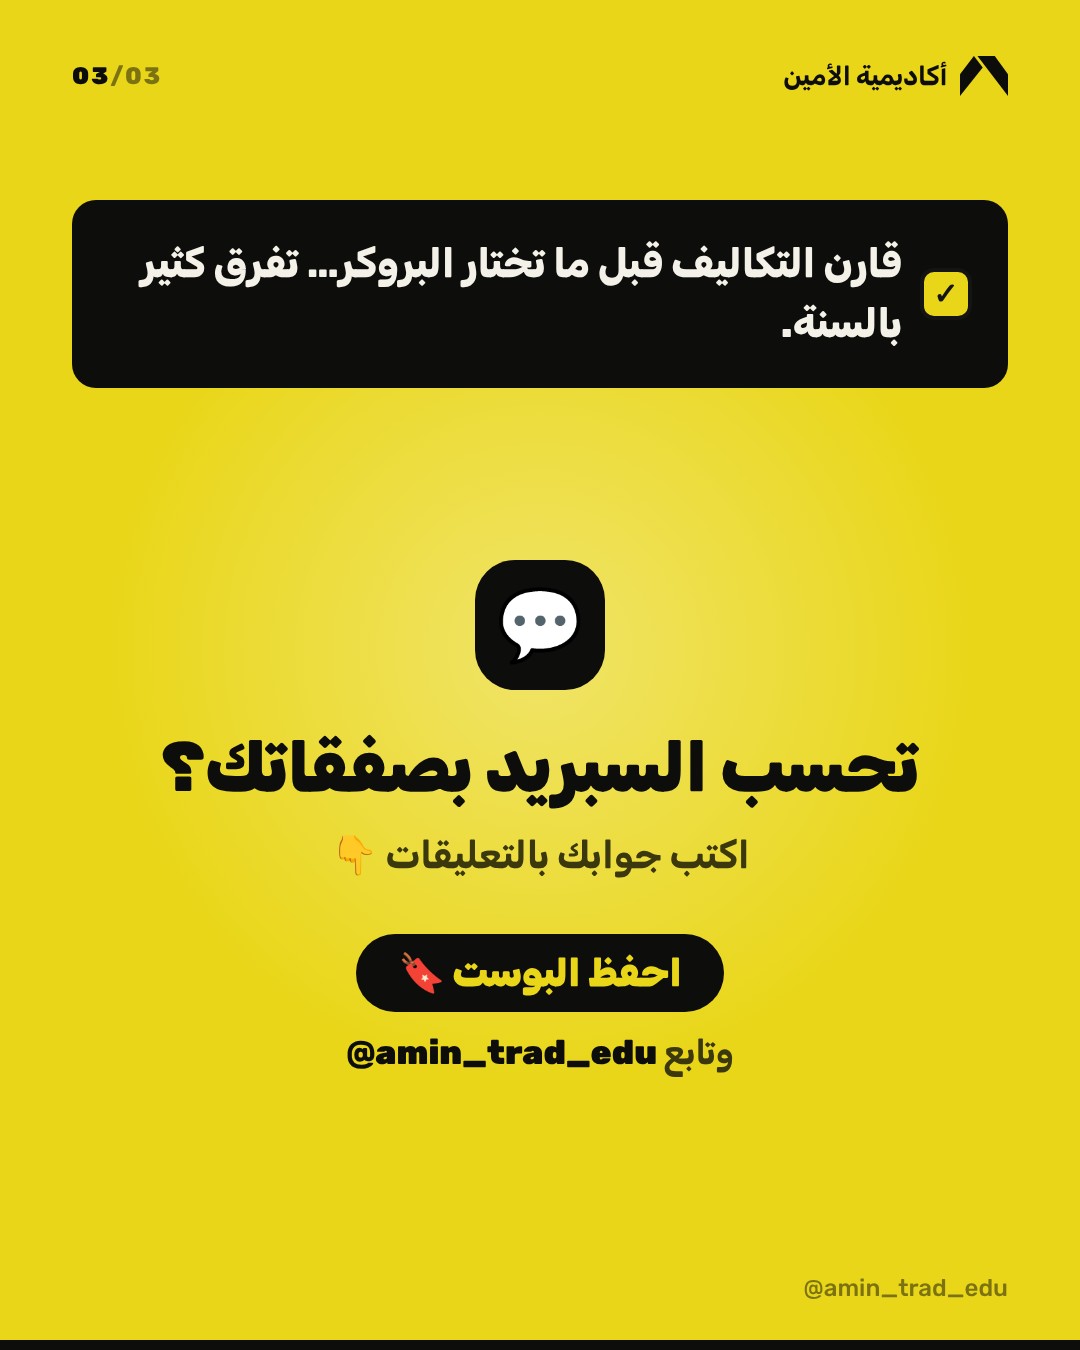 أكاديمية الأمين
03/03
قارن التكاليف قبل ما تختار البروكر... تفرق كثير
بالسنة.
تحسب السبريد بصفقاتك؟
اكتب جوابك بالتعليقات 👇
احفظ البوست 🔖
وتابع @amin_trad_edu
@amin_trad_edu